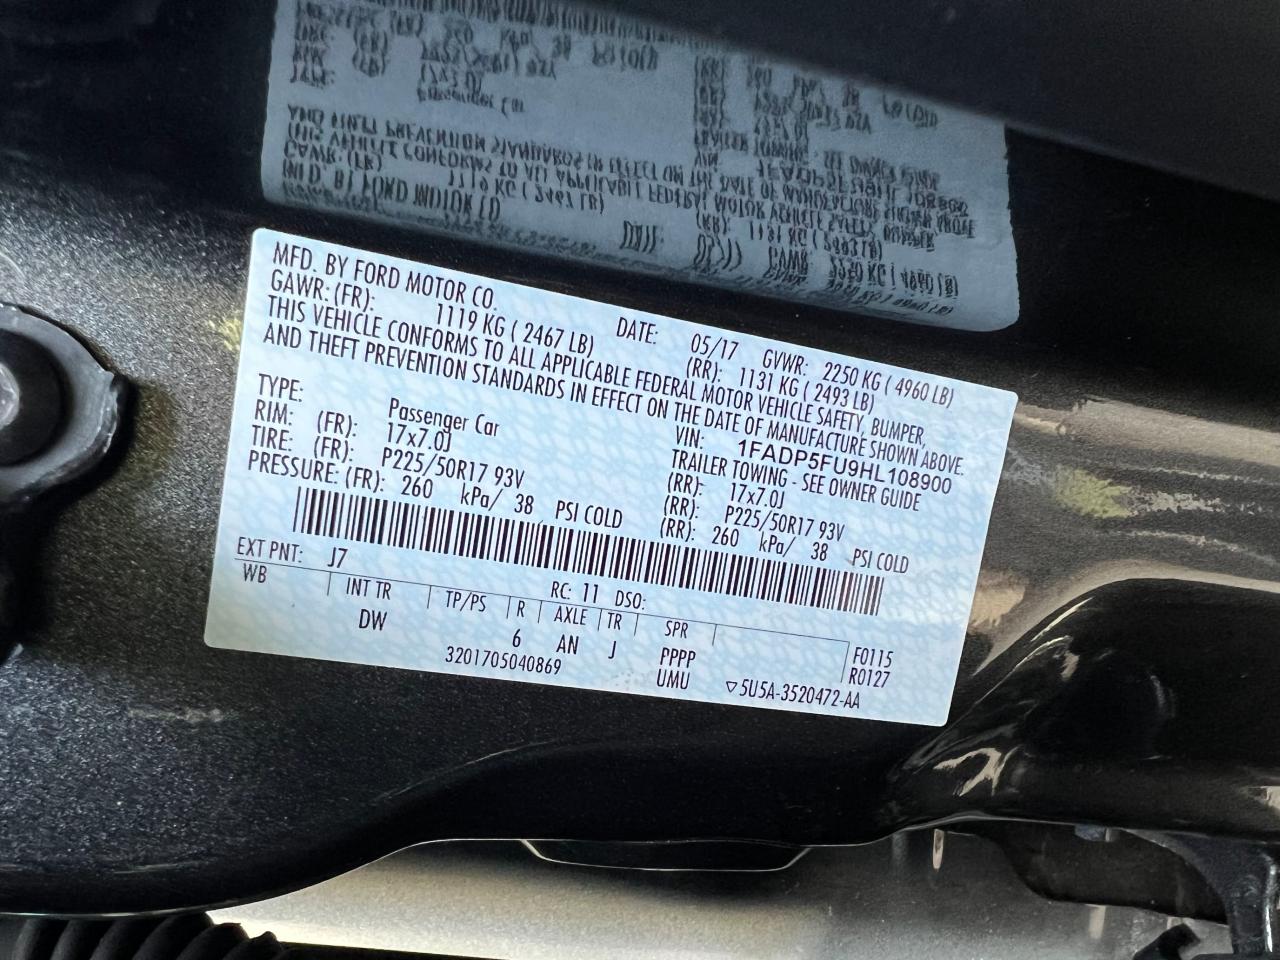 MFD. BY FORD MOTOR CO. DATE: 05/17 GVWR: 2250 KG ( 4960 LB)
GAWR: (FR): 1119 KG ( 2467 LB) (RR): 1131 KG ( 2493 LB)
THIS VEHICLE CONFORMS TO ALL APPLICABLE FEDERAL MOTOR VEHICLE SAFETY, BUMPER,
AND THEFT PREVENTION STANDARDS IN EFFECT ON THE DATE OF MANUFACTURE SHOWN ABOVE.
VIN: 1FADP5FU9HL108900
TYPE: Passenger Car TRAILER TOWING - SEE OWNER GUIDE
RIM: (FR): 17x7.0J (RR): 17x7.0J
TIRE: (FR): P225/50R17 93V (RR): P225/50R17 93V
PRESSURE: (FR): 260 kPa/ 38 PSI COLD (RR): 260 kPa/ 38 PSI COLD
EXT PNT: J7 RC: 11 DSO:
WB INT TR TP/PS R AXLE TR SPR
DW 6 AN J PPPP F0115
3201705040869 UMU R0127
▽5U5A-3520472-AA